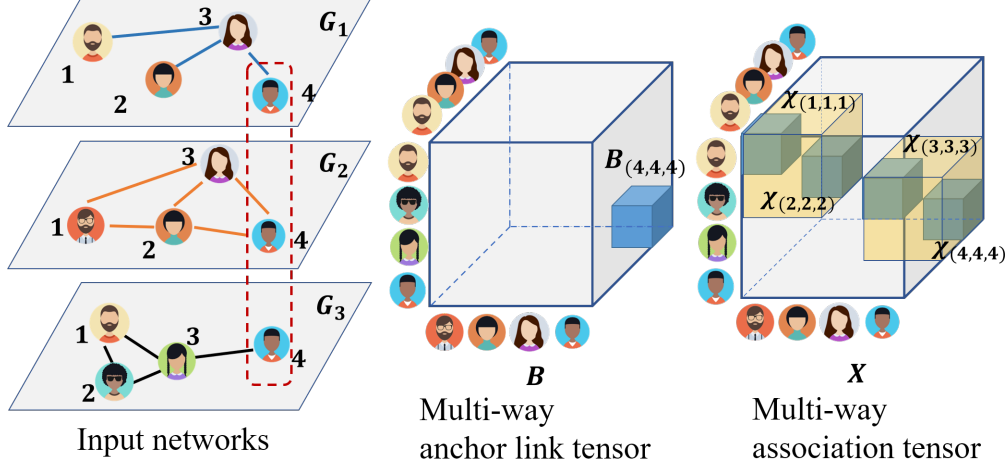 G₁
3
1
2
4
G₂
3
1
2
4
G₃
1
3
2
4
Input networks
B₍₄,₄,₄₎
B
Multi-way
anchor link tensor
χ₍₁,₁,₁₎
χ₍₃,₃,₃₎
χ₍₂,₂,₂₎
χ₍₄,₄,₄₎
X
Multi-way
association tensor